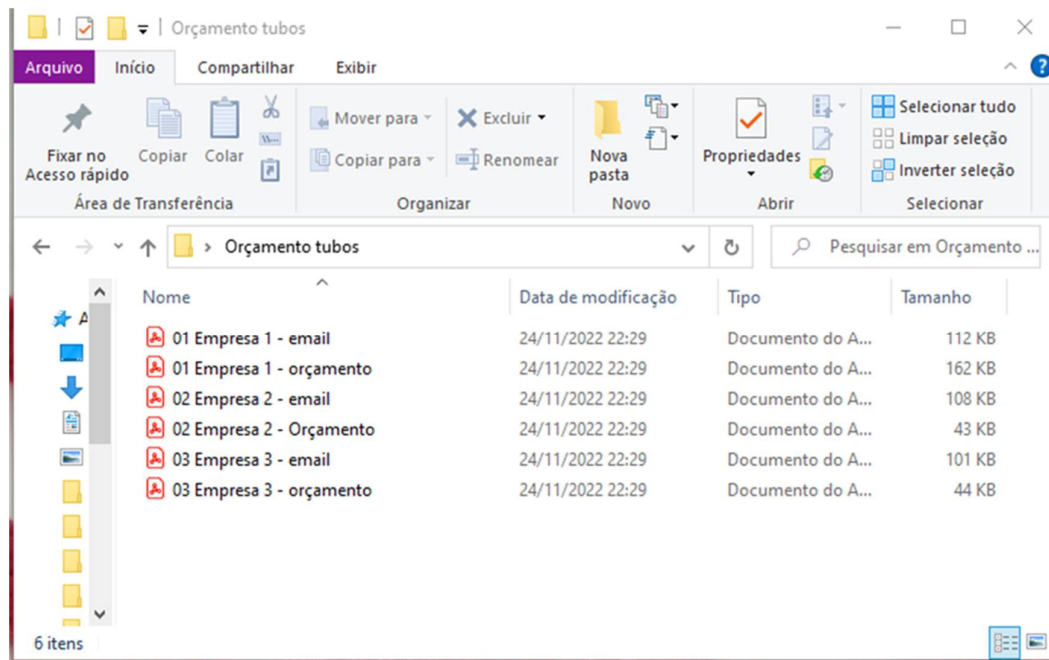 Orçamento tubos
Arquivo Início Compartilhar Exibir
Fixar no Acesso rápido Copiar Colar Mover para Copiar para Excluir Renomear Nova pasta Propriedades Selecionar tudo Limpar seleção Inverter seleção
Área de Transferência Organizar Novo Abrir Selecionar
Orçamento tubos Pesquisar em Orçamento ...
Nome Data de modificação Tipo Tamanho
01 Empresa 1 - email 24/11/2022 22:29 Documento do A... 112 KB
01 Empresa 1 - orçamento 24/11/2022 22:29 Documento do A... 162 KB
02 Empresa 2 - email 24/11/2022 22:29 Documento do A... 108 KB
02 Empresa 2 - Orçamento 24/11/2022 22:29 Documento do A... 43 KB
03 Empresa 3 - email 24/11/2022 22:29 Documento do A... 101 KB
03 Empresa 3 - orçamento 24/11/2022 22:29 Documento do A... 44 KB
6 itens